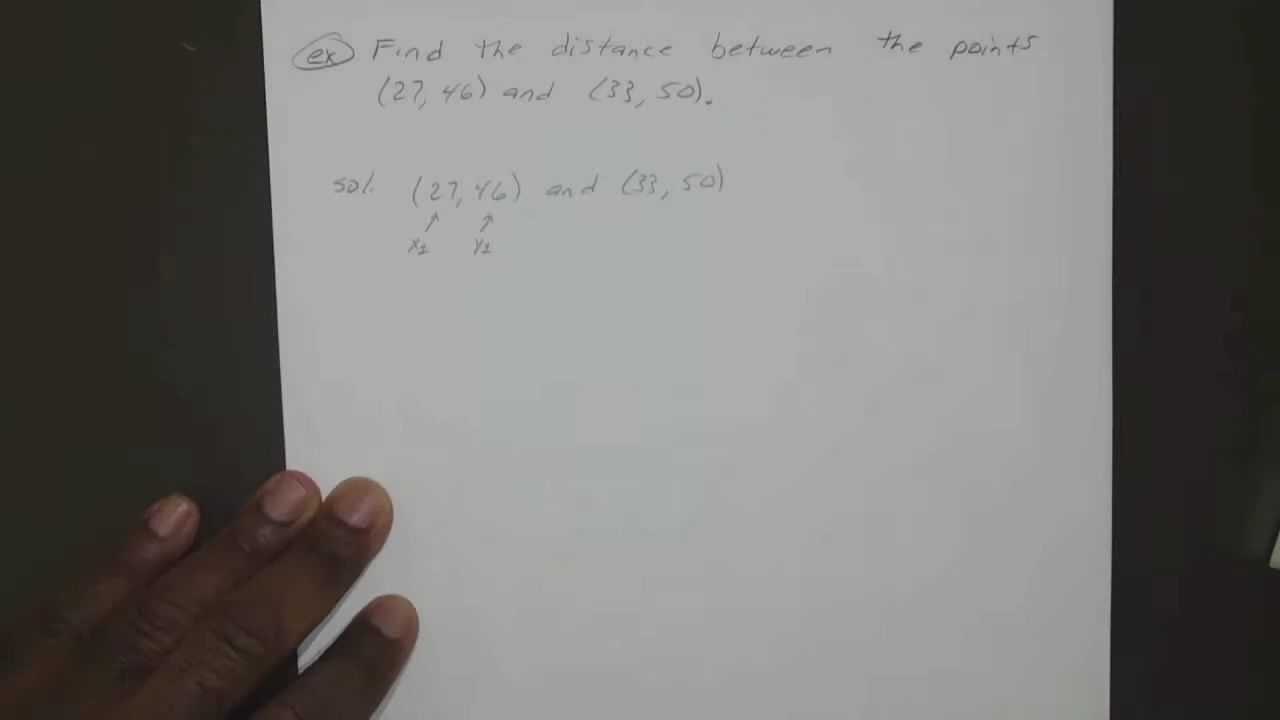 ex Find the distance between the points
(27, 46) and (33, 50).
sol. (27, 46) and (33, 50)
↑ ↑
x₁ y₁